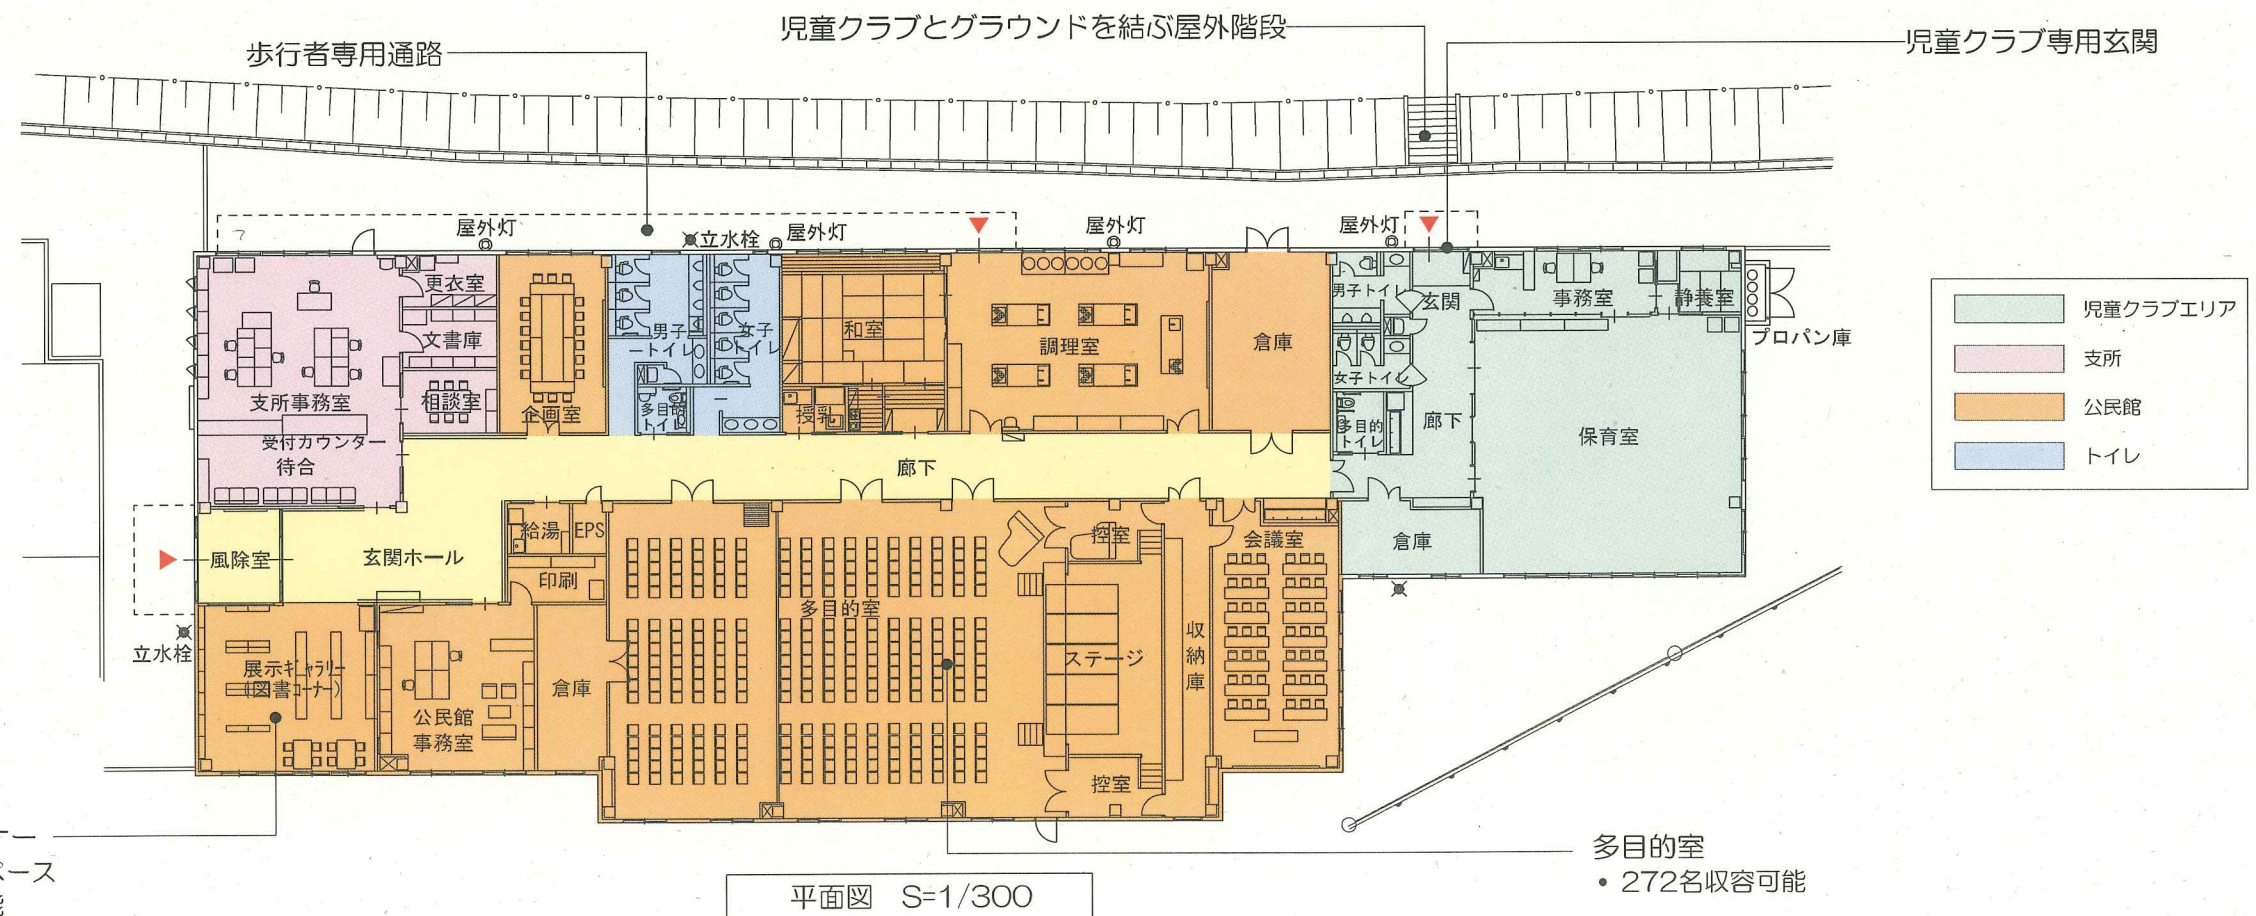 児童クラブとグラウンドを結ぶ屋外階段
歩行者専用通路
児童クラブ専用玄関
屋外灯
立水栓
屋外灯
屋外灯
屋外灯
更衣室
文書庫
相談室
支所事務室
受付カウンター
待合
企画室
男子
トイレ
女子
トイレ
多目的
トイレ
和室
授乳
調理室
倉庫
男子トイレ
玄関
事務室
静養室
プロパン庫
女子トイレ
多目的
トイレ
廊下
保育室
倉庫
廊下
風除室
玄関ホール
給湯
EPS
印刷
多目的室
控室
ステージ
収納庫
控室
会議室
立水栓
展示ギャラリー
(図書コーナー)
公民館
事務室
倉庫
児童クラブエリア
支所
公民館
トイレ
ナー
ペース
能
多目的室
・272名収容可能
平面図 S=1/300